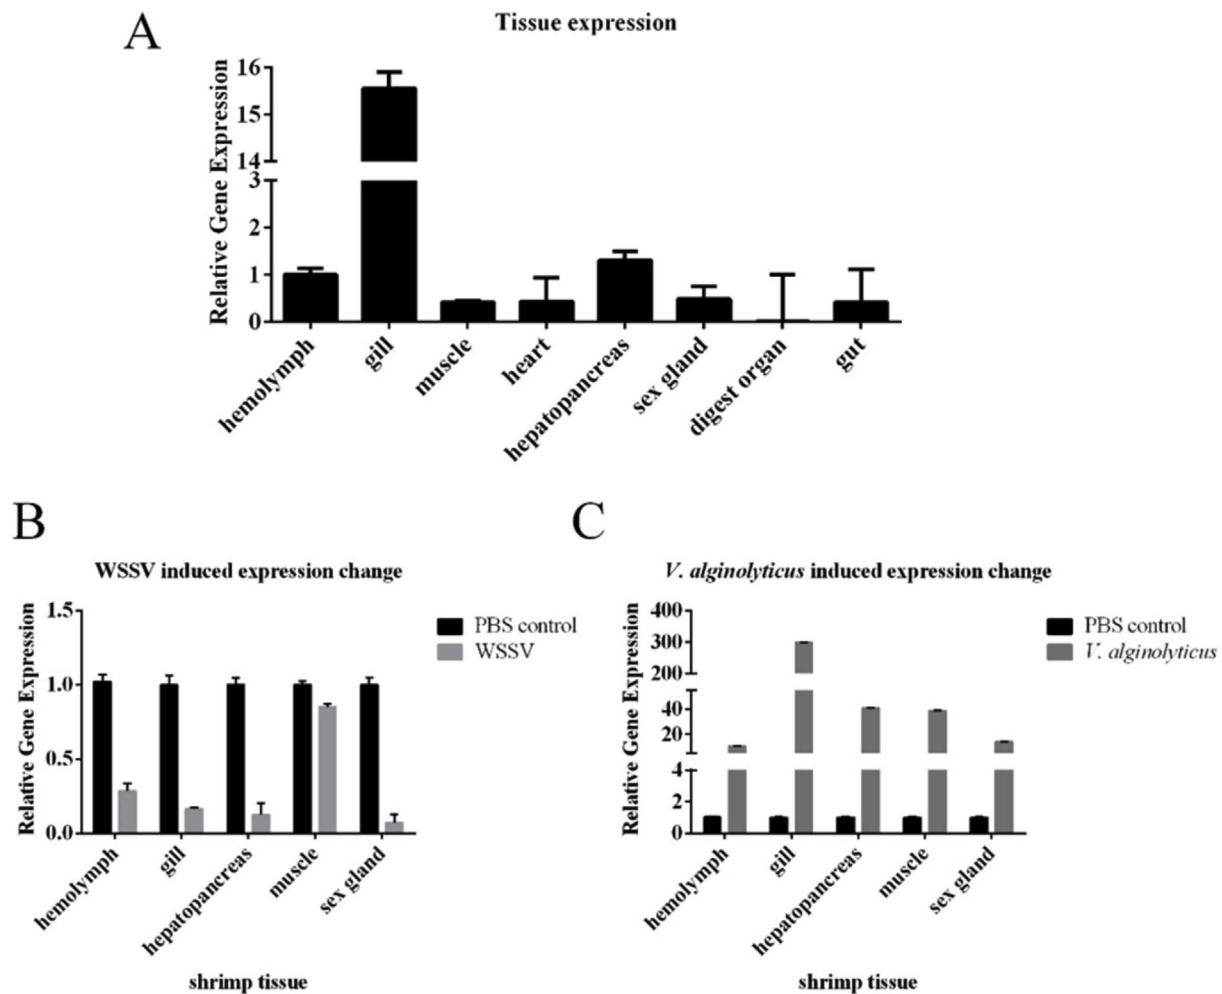 A
Tissue expression
Relative Gene Expression
16
15
14
3
2
1
0
hemolymph
gill
muscle
heart
hepatopancreas
sex gland
digest organ
gut
B
WSSV induced expression change
Relative Gene Expression
1.5
1.0
0.5
0.0
PBS control
WSSV
hemolymph
gill
hepatopancreas
muscle
sex gland
shrimp tissue
C
V. alginolyticus induced expression change
Relative Gene Expression
400
300
200
40
20
4
2
0
PBS control
V. alginolyticus
hemolymph
gill
hepatopancreas
muscle
sex gland
shrimp tissue